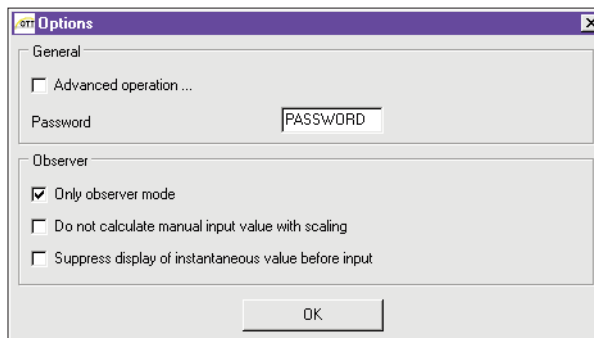 OTT Options
General
Advanced operation ...
Password PASSWORD
Observer
Only observer mode
Do not calculate manual input value with scaling
Suppress display of instantaneous value before input
OK